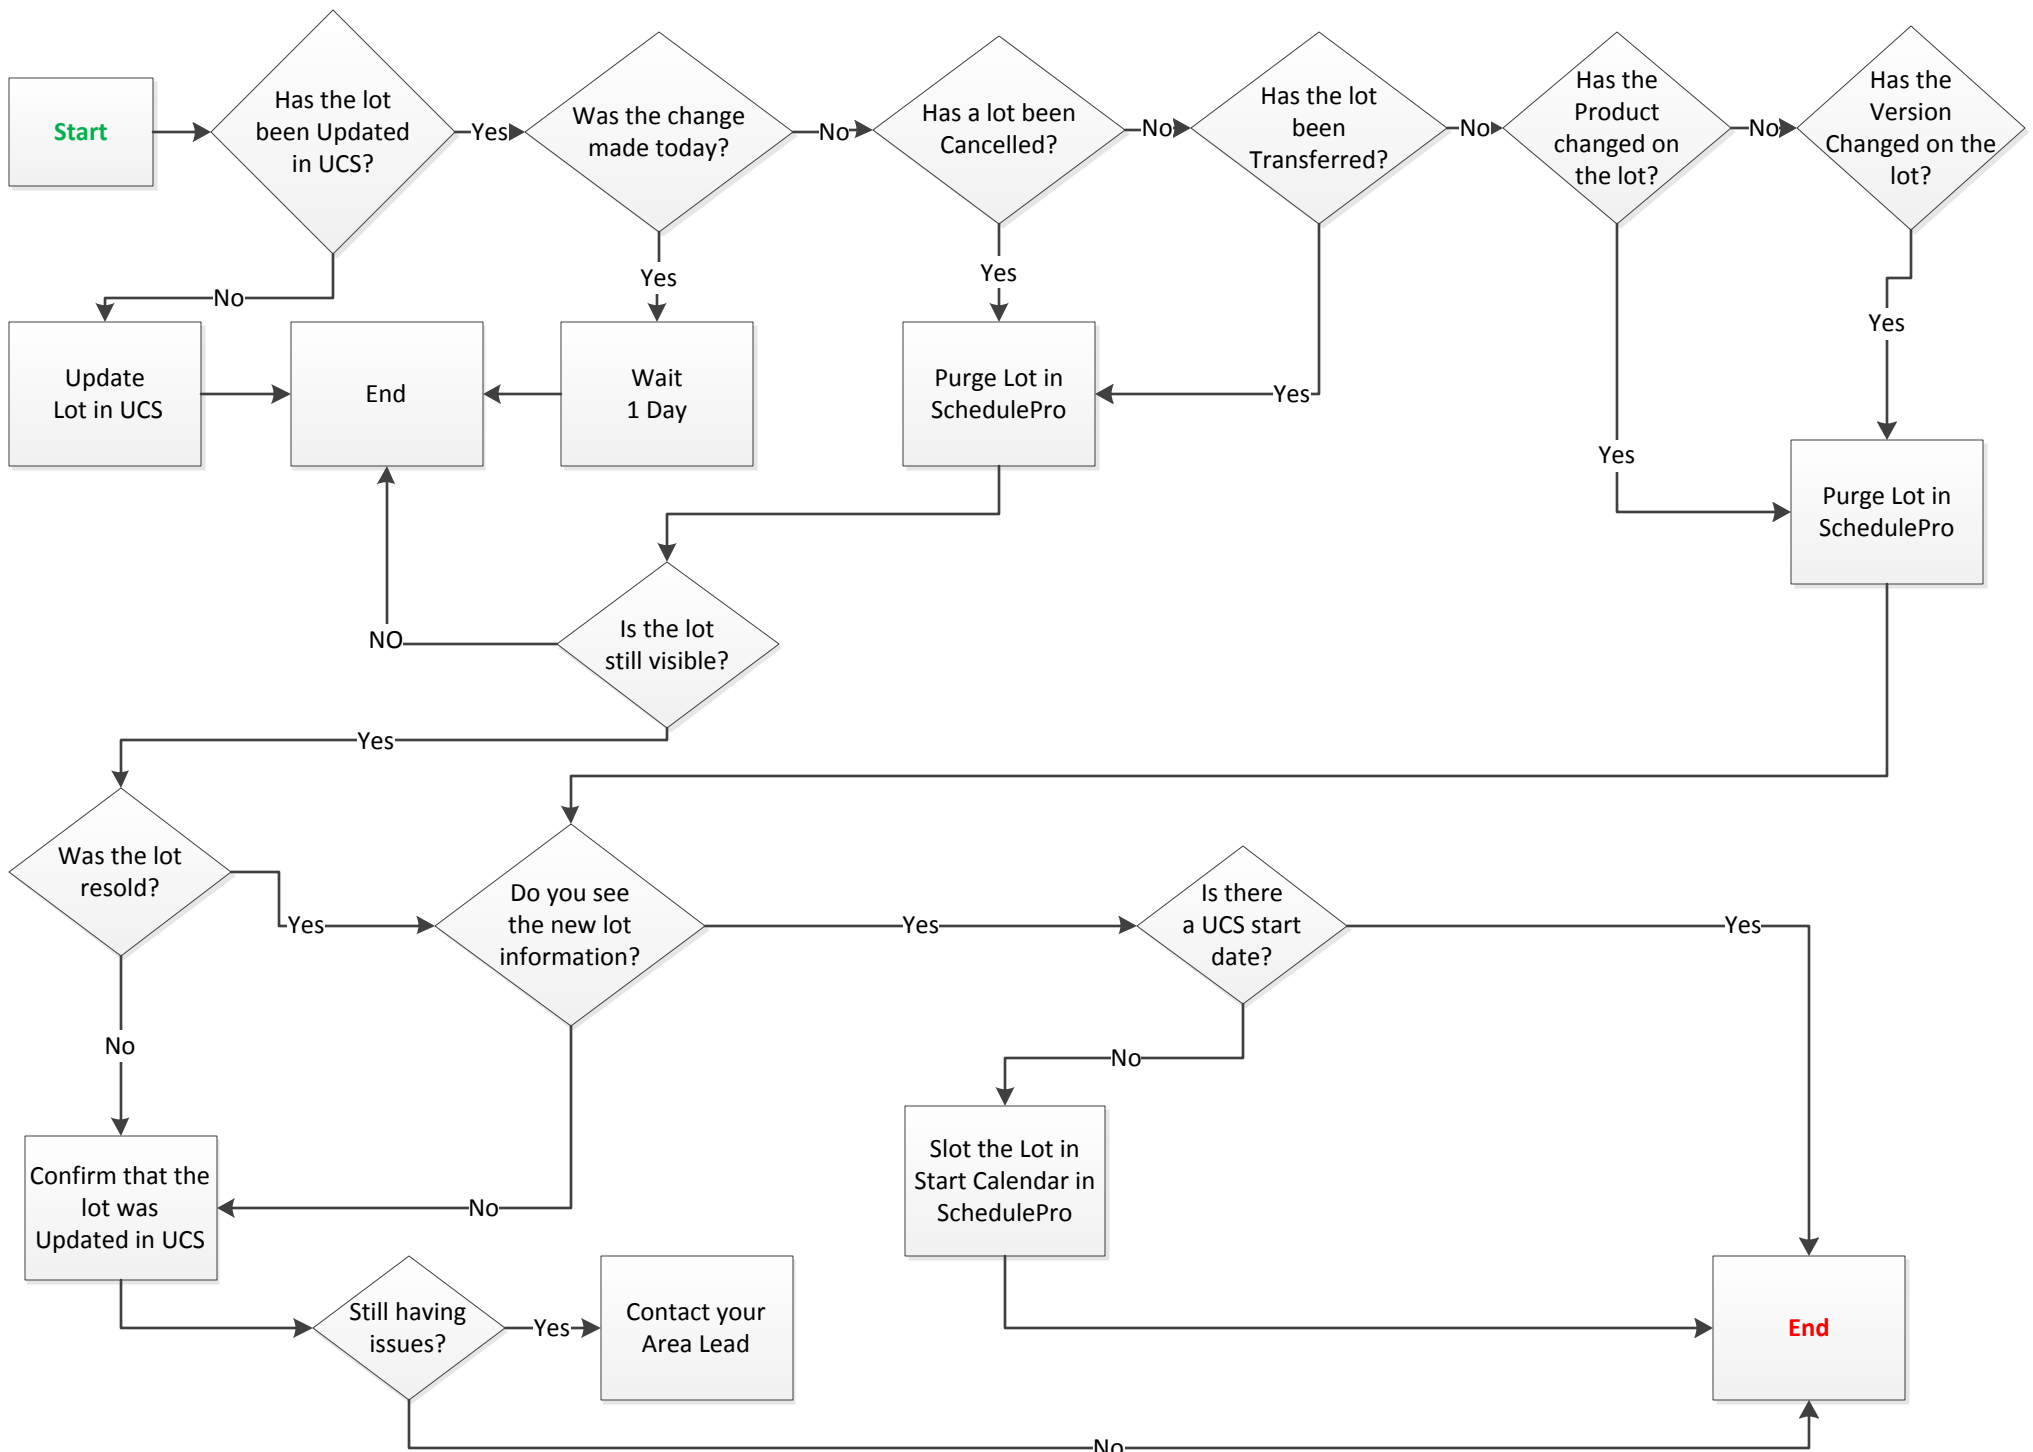 Start
Has the lot
been Updated
in UCS?
Yes
Was the change
made today?
No
Has a lot been
Cancelled?
No
Has the lot
been
Transferred?
No
Has the
Product
changed on
the lot?
No
Has the
Version
Changed on the
lot?
No
Yes
Yes
Yes
Yes
Yes
Update
Lot in UCS
End
Wait
1 Day
Purge Lot in
SchedulePro
Purge Lot in
SchedulePro
NO
Is the lot
still visible?
Yes
Was the lot
resold?
Yes
Do you see
the new lot
information?
Yes
Is there
a UCS start
date?
Yes
No
No
Confirm that the
lot was
Updated in UCS
No
Slot the Lot in
Start Calendar in
SchedulePro
Still having
issues?
Yes
Contact your
Area Lead
End
No